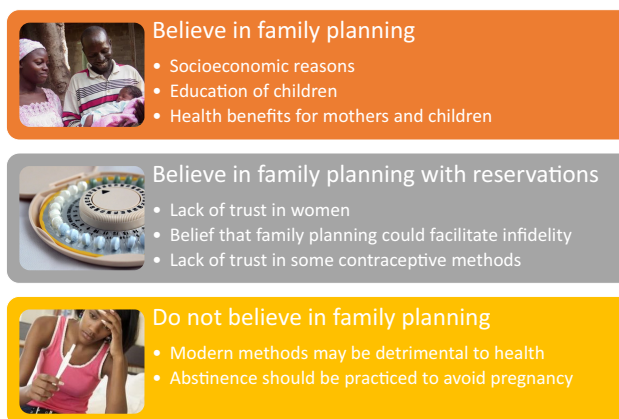 Believe in family planning
• Socioeconomic reasons
• Education of children
• Health benefits for mothers and children
Believe in family planning with reservations
• Lack of trust in women
• Belief that family planning could facilitate infidelity
• Lack of trust in some contraceptive methods
Do not believe in family planning
• Modern methods may be detrimental to health
• Abstinence should be practiced to avoid pregnancy